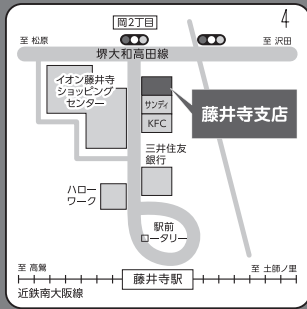 4
岡2丁目
至 松原
至 沢田
堺大和高田線
イオン藤井寺
ショッピング
センター
サンディ
KFC
藤井寺支店
三井住友
銀行
ハロー
ワーク
駅前
ロータリー
至 高鷲
藤井寺駅
至 土師ノ里
近鉄南大阪線